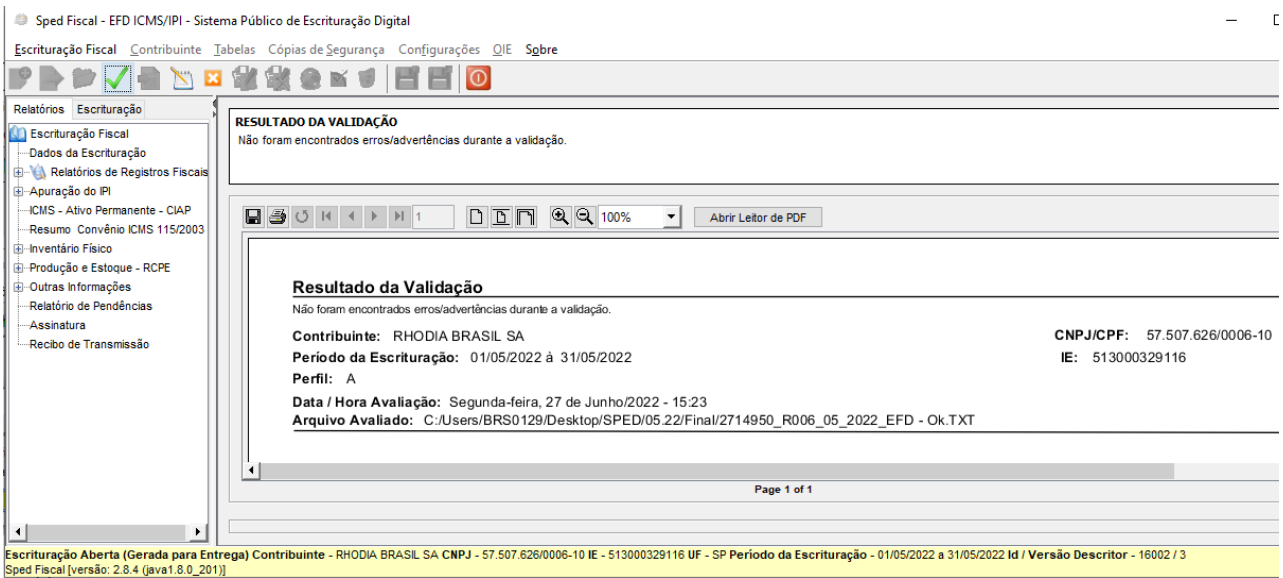 Sped Fiscal - EFD ICMS/IPI - Sistema Público de Escrituração Digital
Escrituração Fiscal Contribuinte Tabelas Cópias de Segurança Configurações OIE Sobre
Relatórios Escrituração
Escrituração Fiscal
Dados da Escrituração
Relatórios de Registros Fiscais
Apuração do IPI
ICMS - Ativo Permanente - CIAP
Resumo Convênio ICMS 115/2003
Inventário Físico
Produção e Estoque - RCPE
Outras Informações
Relatório de Pendências
Assinatura
Recibo de Transmissão
RESULTADO DA VALIDAÇÃO
Não foram encontrados erros/advertências durante a validação.
1 100% Abrir Leitor de PDF
Resultado da Validação
Não foram encontrados erros/advertências durante a validação.
Contribuinte: RHODIA BRASIL SA CNPJ/CPF: 57.507.626/0006-10
Período da Escrituração: 01/05/2022 à 31/05/2022 IE: 513000329116
Perfil: A
Data / Hora Avaliação: Segunda-feira, 27 de Junho/2022 - 15:23
Arquivo Avaliado: C:/Users/BRS0129/Desktop/SPED/05.22/Final/2714950_R006_05_2022_EFD - Ok.TXT
Page 1 of 1
Escrituração Aberta (Gerada para Entrega) Contribuinte - RHODIA BRASIL SA CNPJ - 57.507.626/0006-10 IE - 513000329116 UF - SP Período da Escrituração - 01/05/2022 a 31/05/2022 Id / Versão Descritor - 16002 / 3
Sped Fiscal [versão: 2.8.4 (java1.8.0_201)]